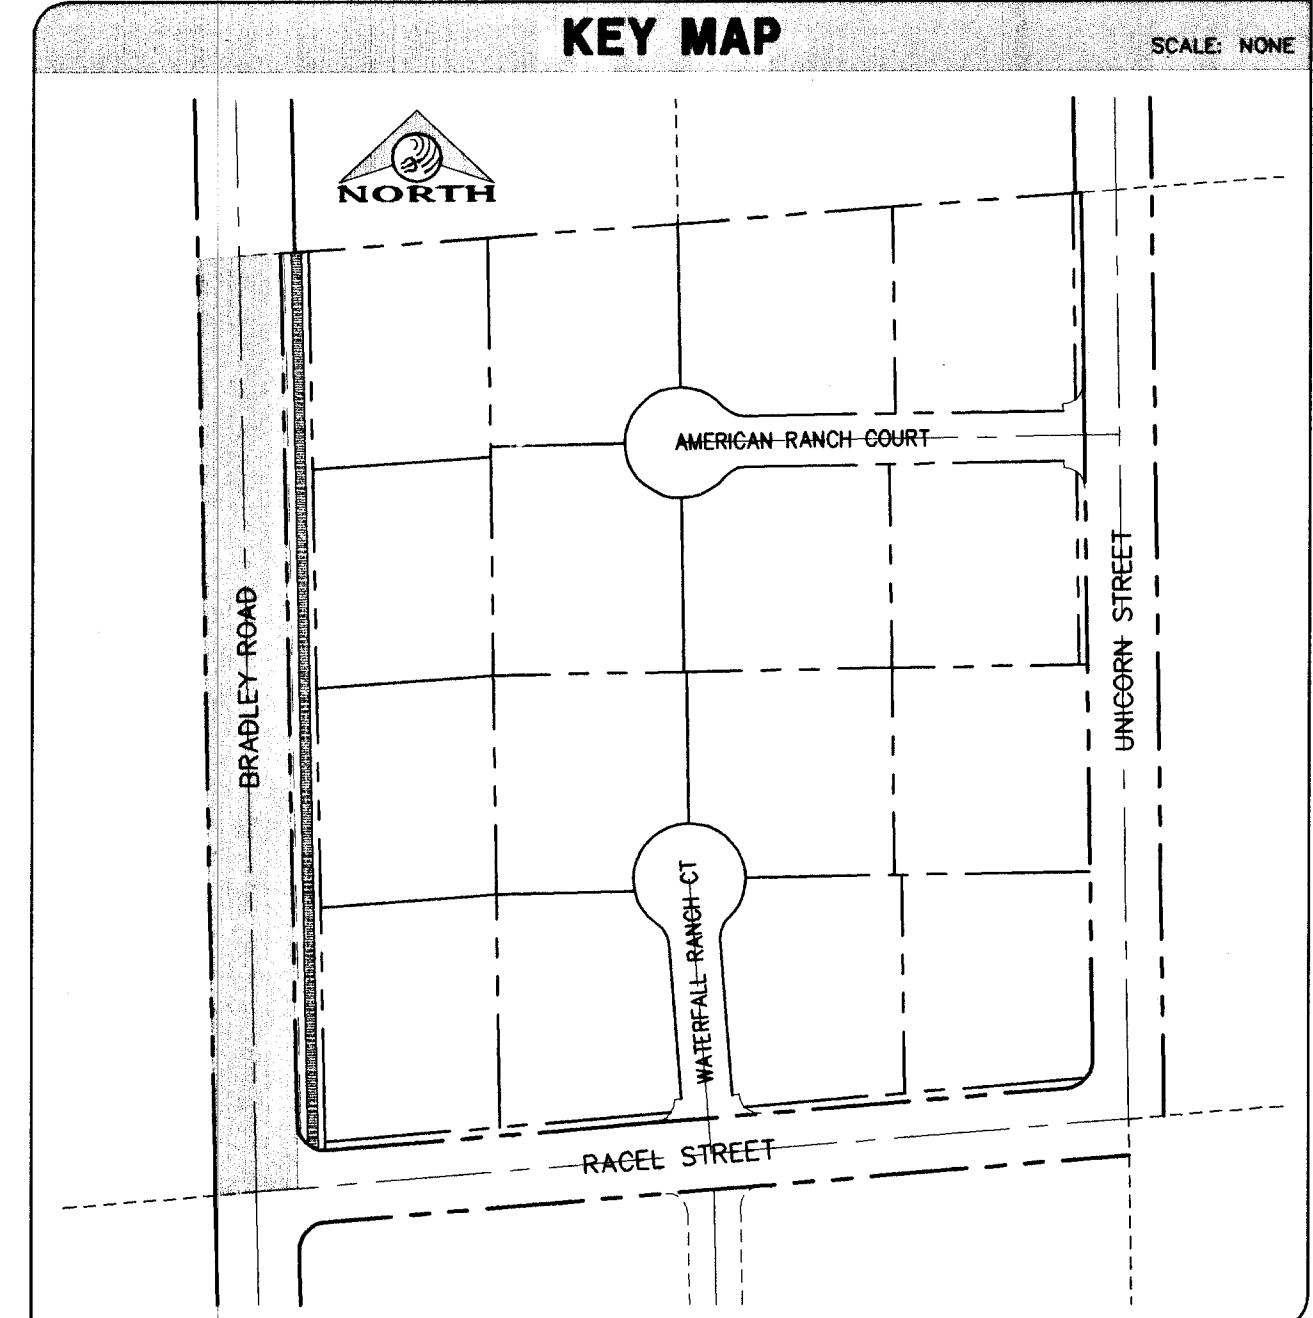 KEY MAP
SCALE: NONE
NORTH
AMERICAN RANCH COURT
BRADLEY ROAD
UNICORN STREET
WATERFALL RANCH CT
RACEL STREET